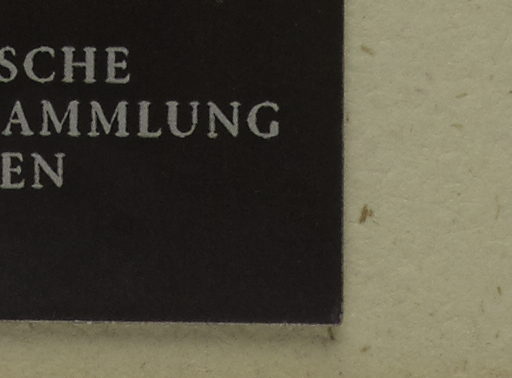 SCHE
AMMLUNG
EN